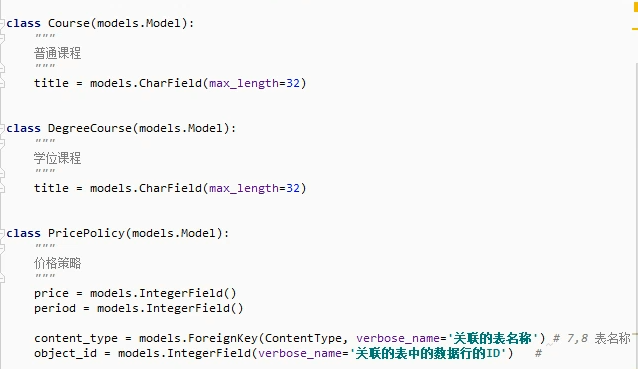 class Course(models.Model):
"""
普通课程
"""
title = models.CharField(max_length=32)
class DegreeCourse(models.Model):
"""
学位课程
"""
title = models.CharField(max_length=32)
class PricePolicy(models.Model):
"""
价格策略
"""
price = models.IntegerField()
period = models.IntegerField()
content_type = models.ForeignKey(ContentType, verbose_name='关联的表名称') # 7,8 表名称
object_id = models.IntegerField(verbose_name='关联的表中的数据行的ID') #